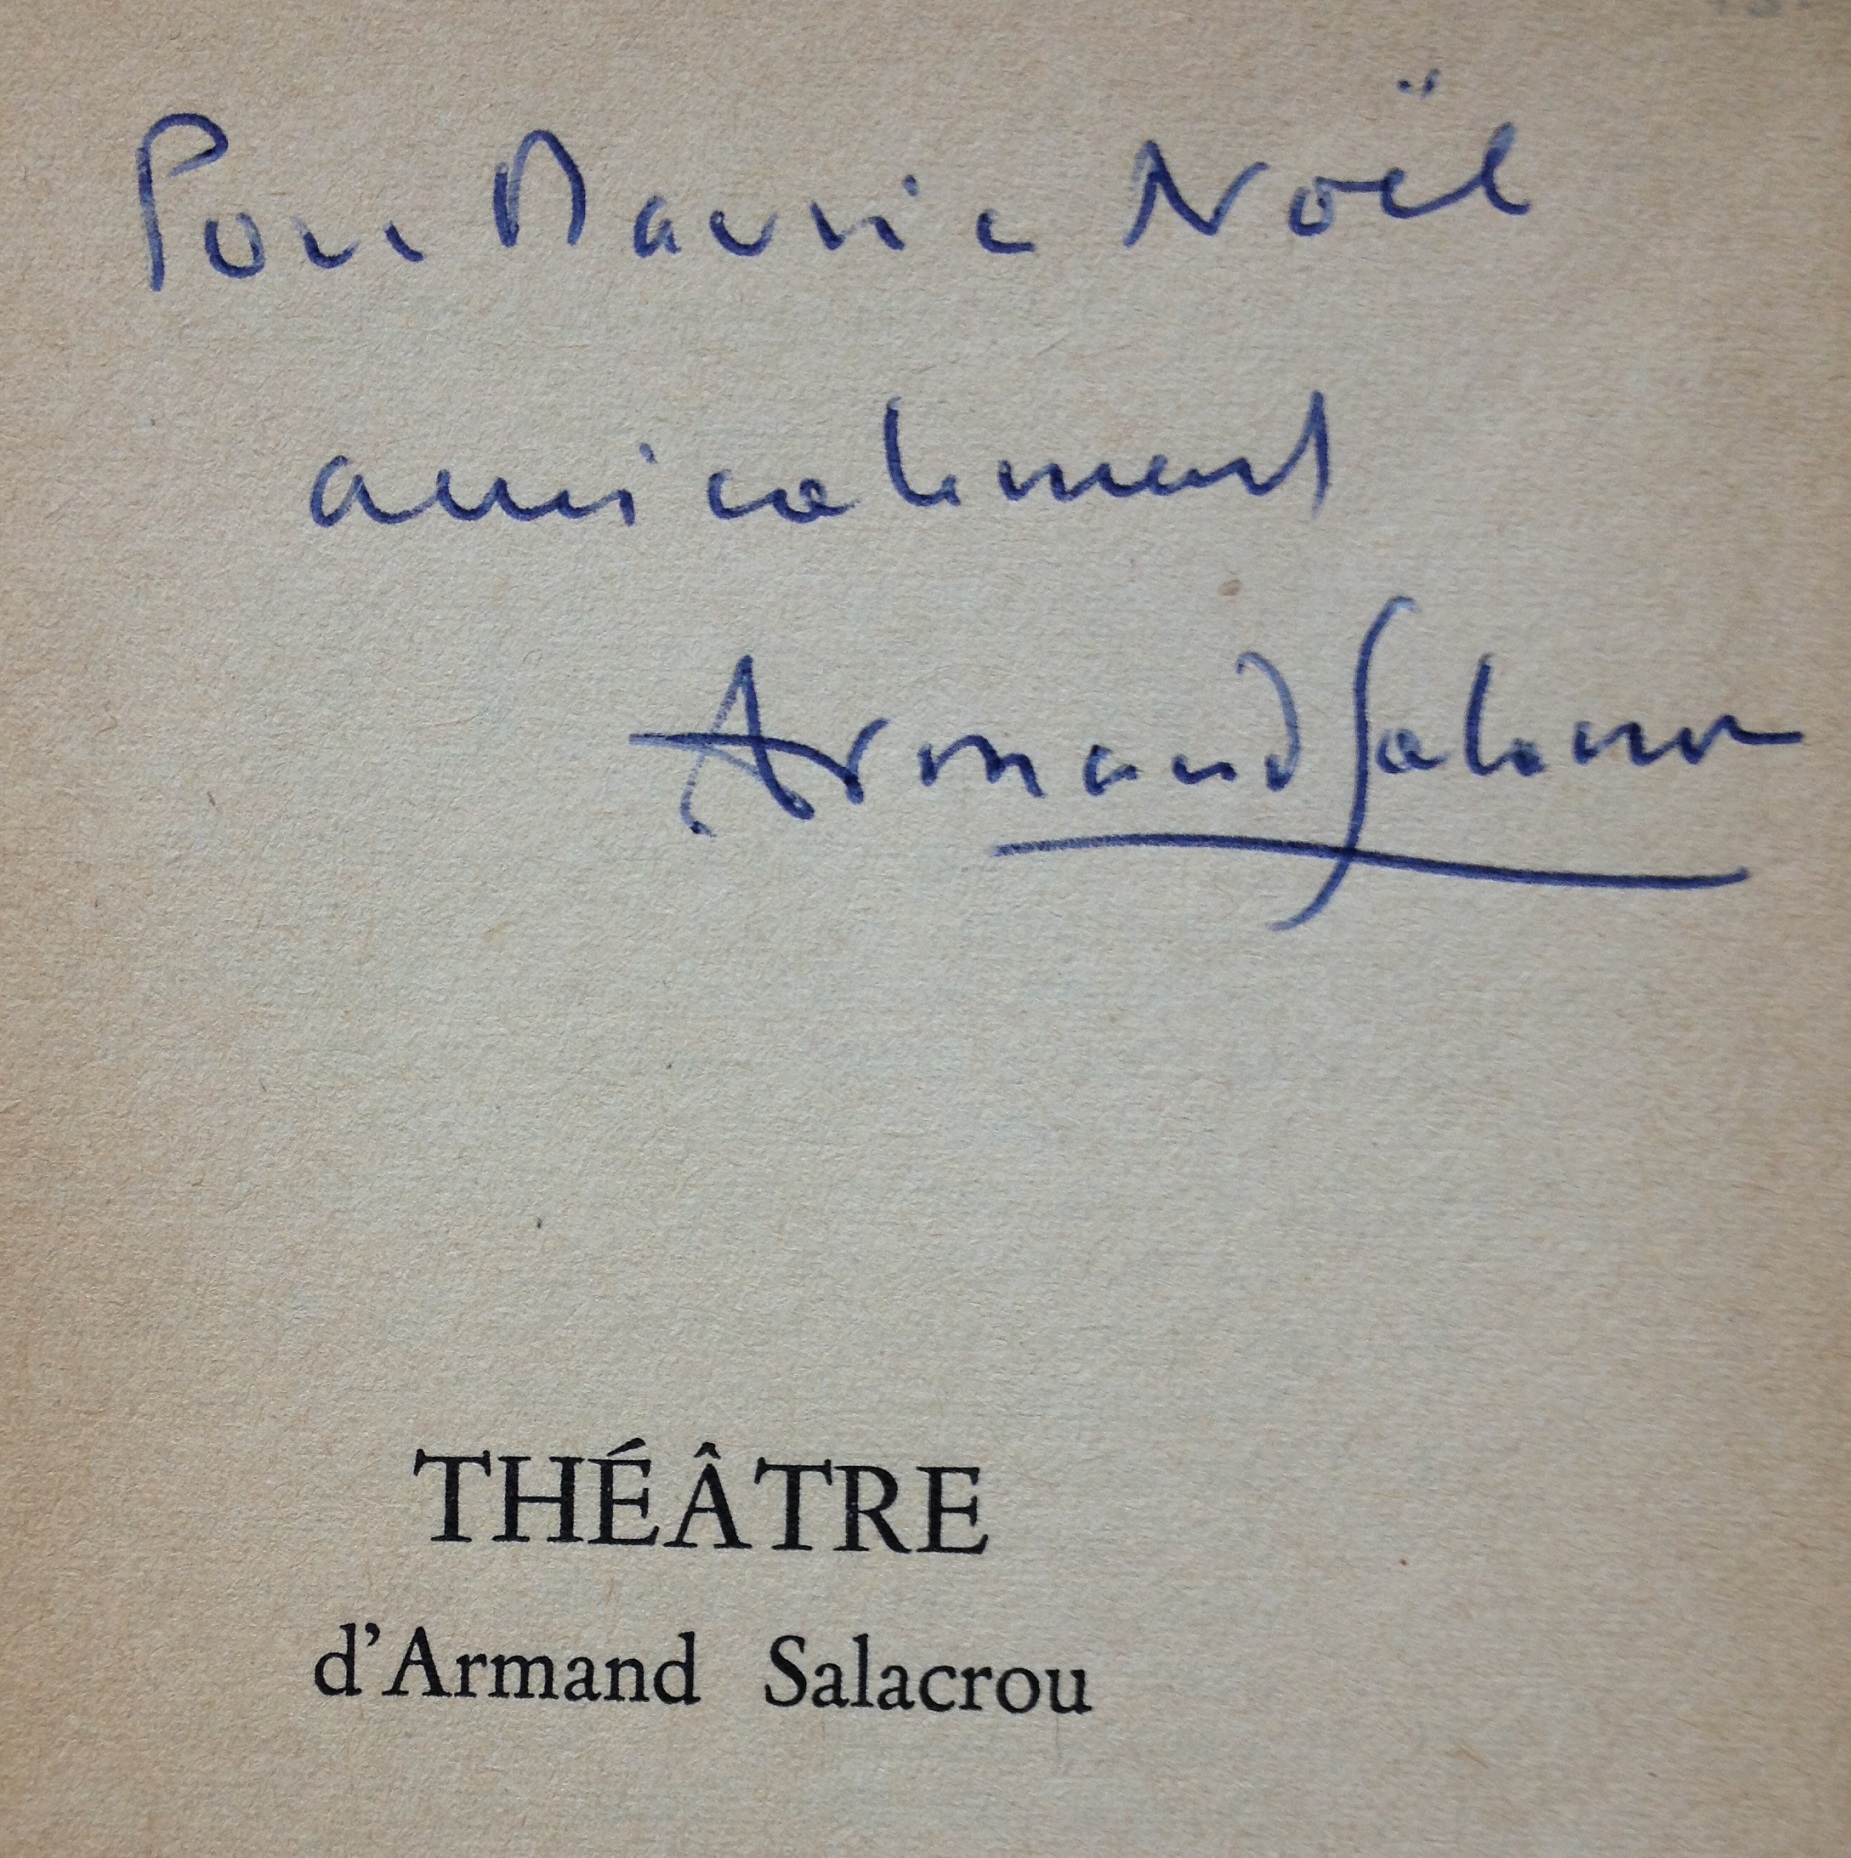 Pour Maurice Noël
amicalement
Armand Salacrou
THÉÂTRE
d'Armand Salacrou